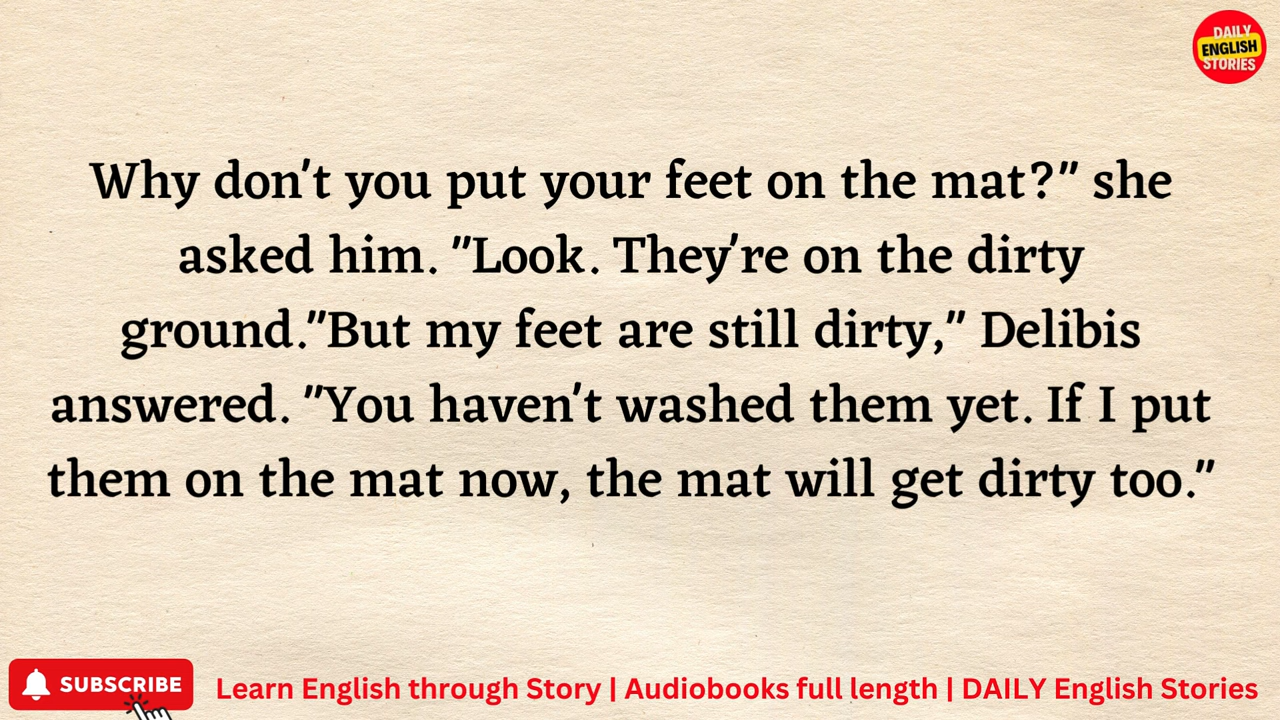 DAILY
ENGLISH
STORIES
Why don't you put your feet on the mat?" she
asked him. "Look. They're on the dirty
ground."But my feet are still dirty," Delibis
answered. "You haven't washed them yet. If I put
them on the mat now, the mat will get dirty too."
SUBSCRIBE
Learn English through Story | Audiobooks full length | DAILY English Stories